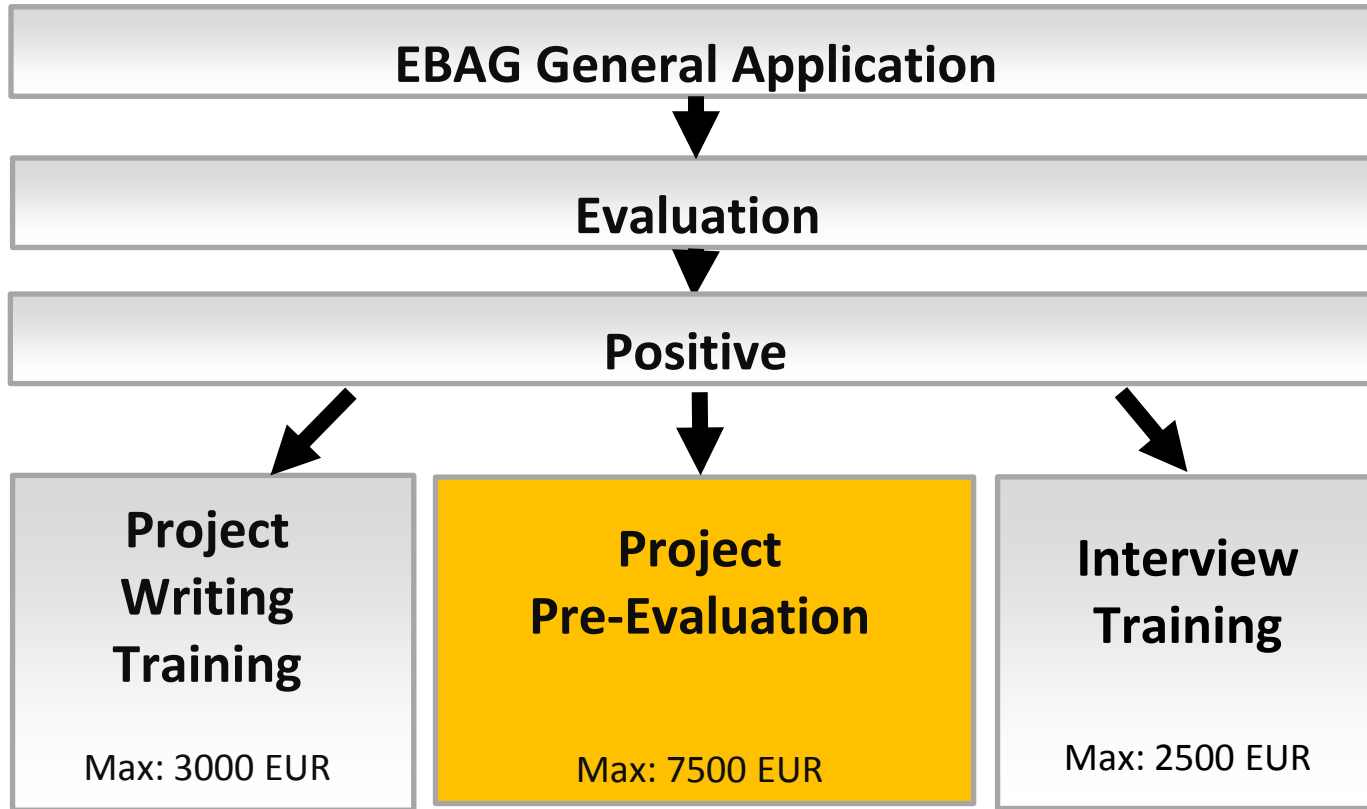 EBAG General Application
Evaluation
Positive
Project
Writing
Training
Max: 3000 EUR
Project
Pre-Evaluation
Max: 7500 EUR
Interview
Training
Max: 2500 EUR